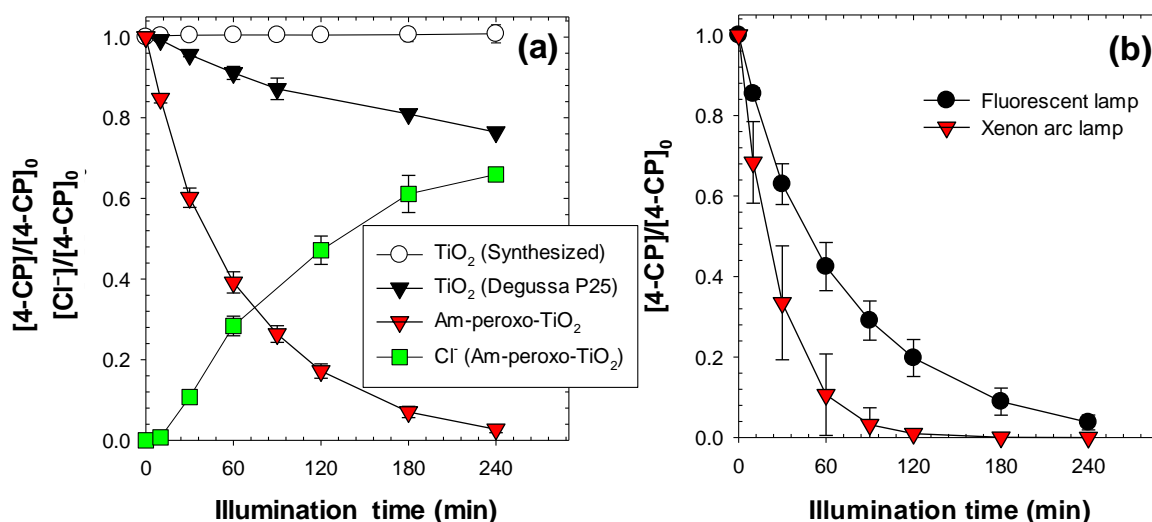 (a)
[4-CP]/[4-CP]₀
[Cl⁻]/[4-CP]₀
1.0
0.8
0.6
0.4
0.2
0.0
TiO₂ (Synthesized)
TiO₂ (Degussa P25)
Am-peroxo-TiO₂
Cl⁻ (Am-peroxo-TiO₂)
0 60 120 180 240
Illumination time (min)
(b)
[4-CP]/[4-CP]₀
1.0
0.8
0.6
0.4
0.2
0.0
Fluorescent lamp
Xenon arc lamp
0 60 120 180 240
Illumination time (min)